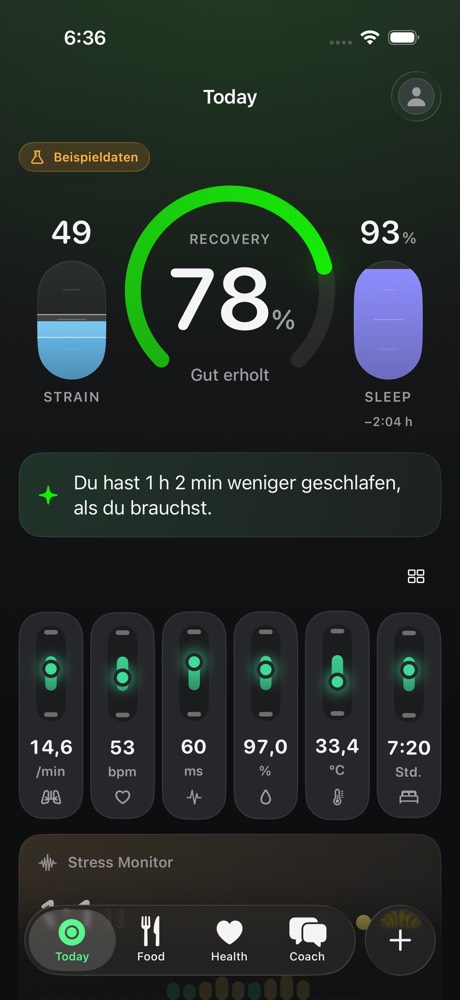 6:36
Today
Beispieldaten
49
STRAIN
RECOVERY
78%
Gut erholt
93%
SLEEP
−2:04 h
Du hast 1 h 2 min weniger geschlafen,
als du brauchst.
14,6
/min
53
bpm
60
ms
97,0
%
33,4
°C
7:20
Std.
Stress Monitor
Today
Food
Health
Coach